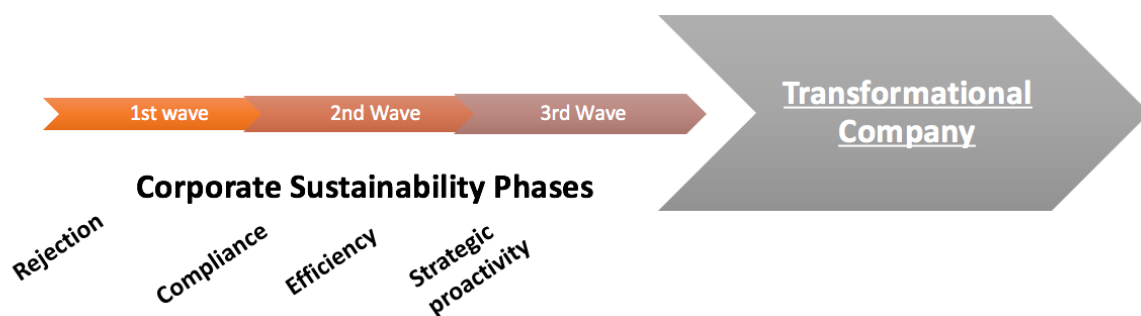 1st wave
2nd Wave
3rd Wave
Transformational
Company
Corporate Sustainability Phases
Rejection
Compliance
Efficiency
Strategic
proactivity